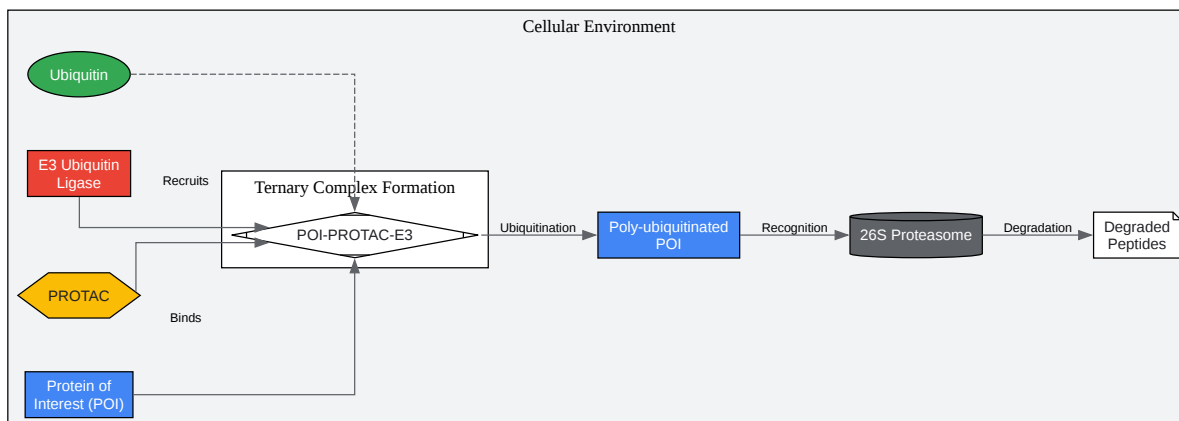 Cellular Environment
Ubiquitin
E3 Ubiquitin
Ligase
Recruits
Ternary Complex Formation
POI-PROTAC-E3
Ubiquitination
Poly-ubiquitinated
POI
Recognition
26S Proteasome
Degradation
Degraded
Peptides
PROTAC
Binds
Protein of
Interest (POI)